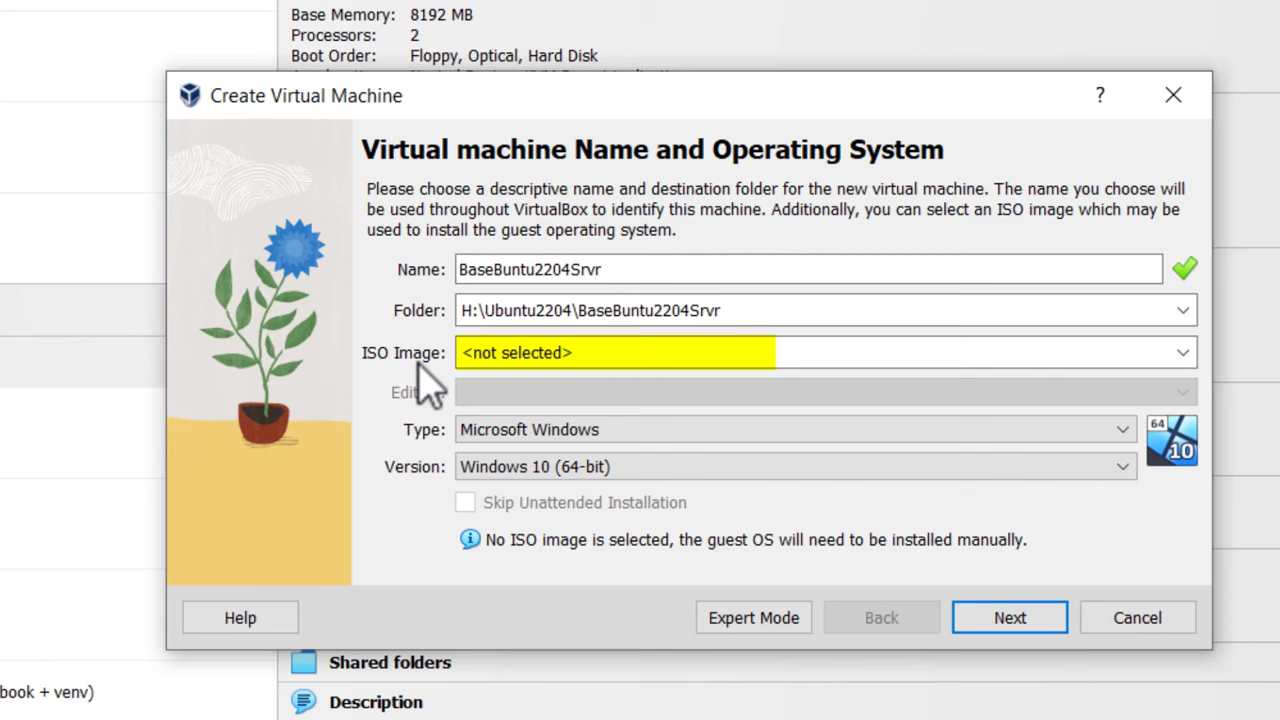 Base Memory: 8192 MB
Processors: 2
Boot Order: Floppy, Optical, Hard Disk
Create Virtual Machine
?
Virtual machine Name and Operating System
Please choose a descriptive name and destination folder for the new virtual machine. The name you choose will
be used throughout VirtualBox to identify this machine. Additionally, you can select an ISO image which may be
used to install the guest operating system.
Name: BaseBuntu2204Srvr
Folder: H:\Ubuntu2204\BaseBuntu2204Srvr
ISO Image: <not selected>
Type: Microsoft Windows
64
10
Version: Windows 10 (64-bit)
Skip Unattended Installation
No ISO image is selected, the guest OS will need to be installed manually.
Help
Expert Mode
Back
Next
Cancel
Shared folders
book + venv)
Description